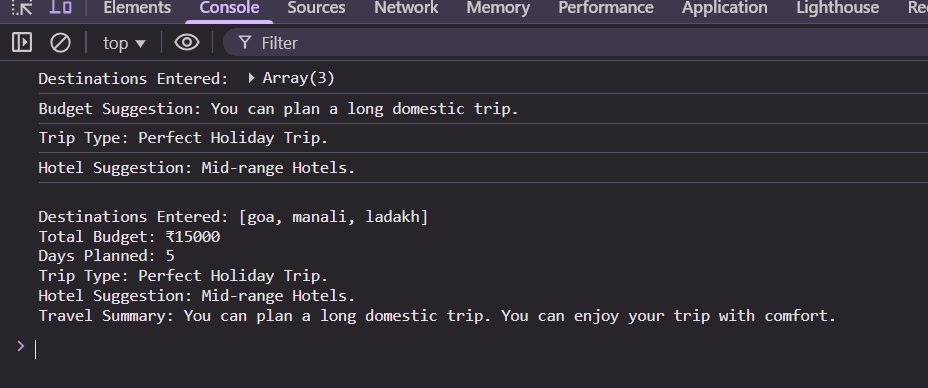 Elements Console Sources Network Memory Performance Application Lighthouse
top Filter
Destinations Entered: Array(3)
Budget Suggestion: You can plan a long domestic trip.
Trip Type: Perfect Holiday Trip.
Hotel Suggestion: Mid-range Hotels.
Destinations Entered: [goa, manali, ladakh]
Total Budget: ₹15000
Days Planned: 5
Trip Type: Perfect Holiday Trip.
Hotel Suggestion: Mid-range Hotels.
Travel Summary: You can plan a long domestic trip. You can enjoy your trip with comfort.